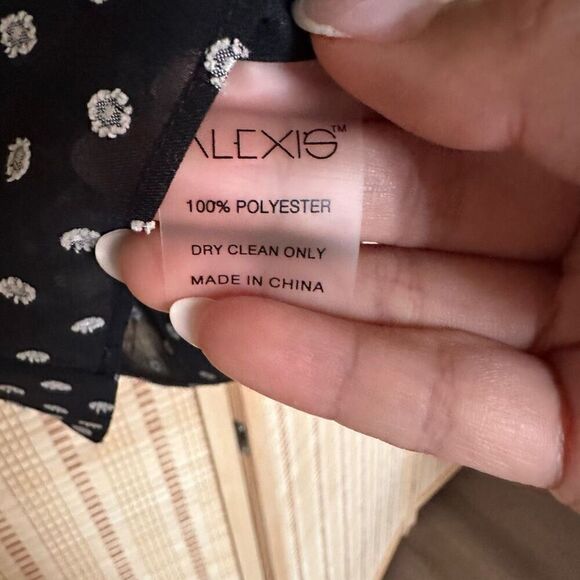 ALEXIS™
100% POLYESTER
DRY CLEAN ONLY
MADE IN CHINA